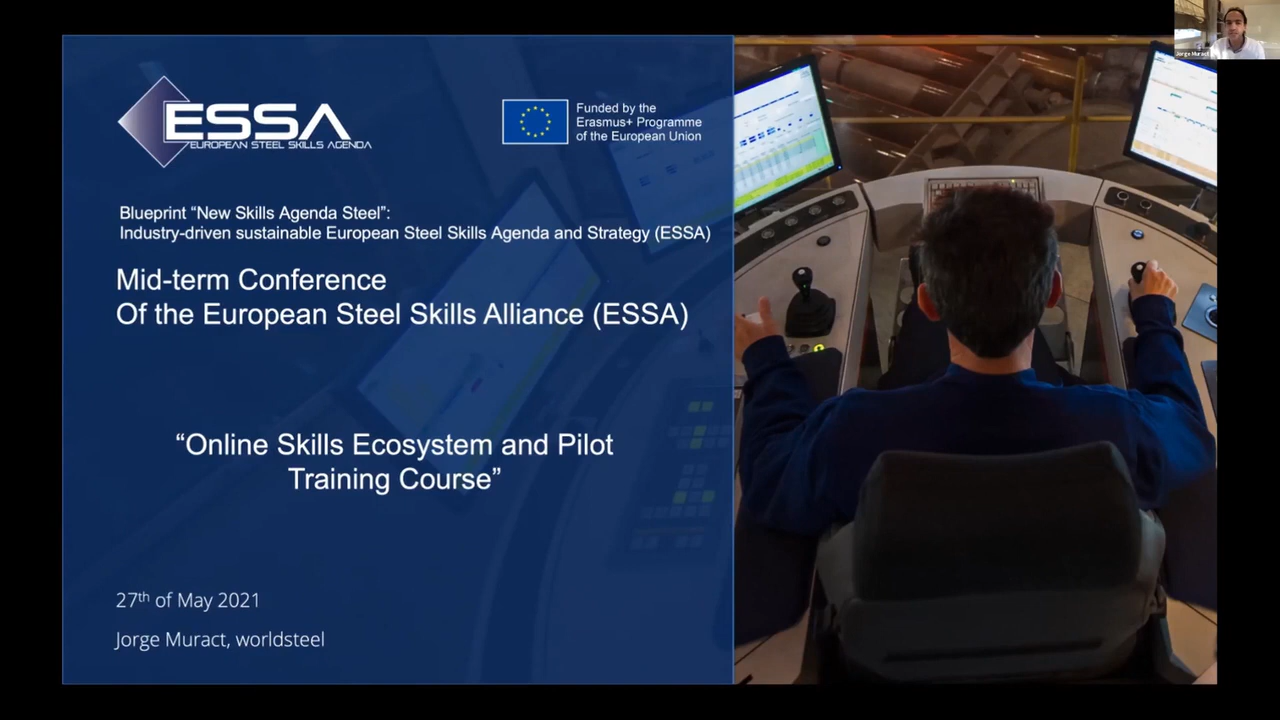 ESSA
EUROPEAN STEEL SKILLS AGENDA
Funded by the
Erasmus+ Programme
of the European Union
Blueprint “New Skills Agenda Steel”:
Industry-driven sustainable European Steel Skills Agenda and Strategy (ESSA)
Mid-term Conference
Of the European Steel Skills Alliance (ESSA)
“Online Skills Ecosystem and Pilot
Training Course”
27th of May 2021
Jorge Muract, worldsteel
Jorge Muract